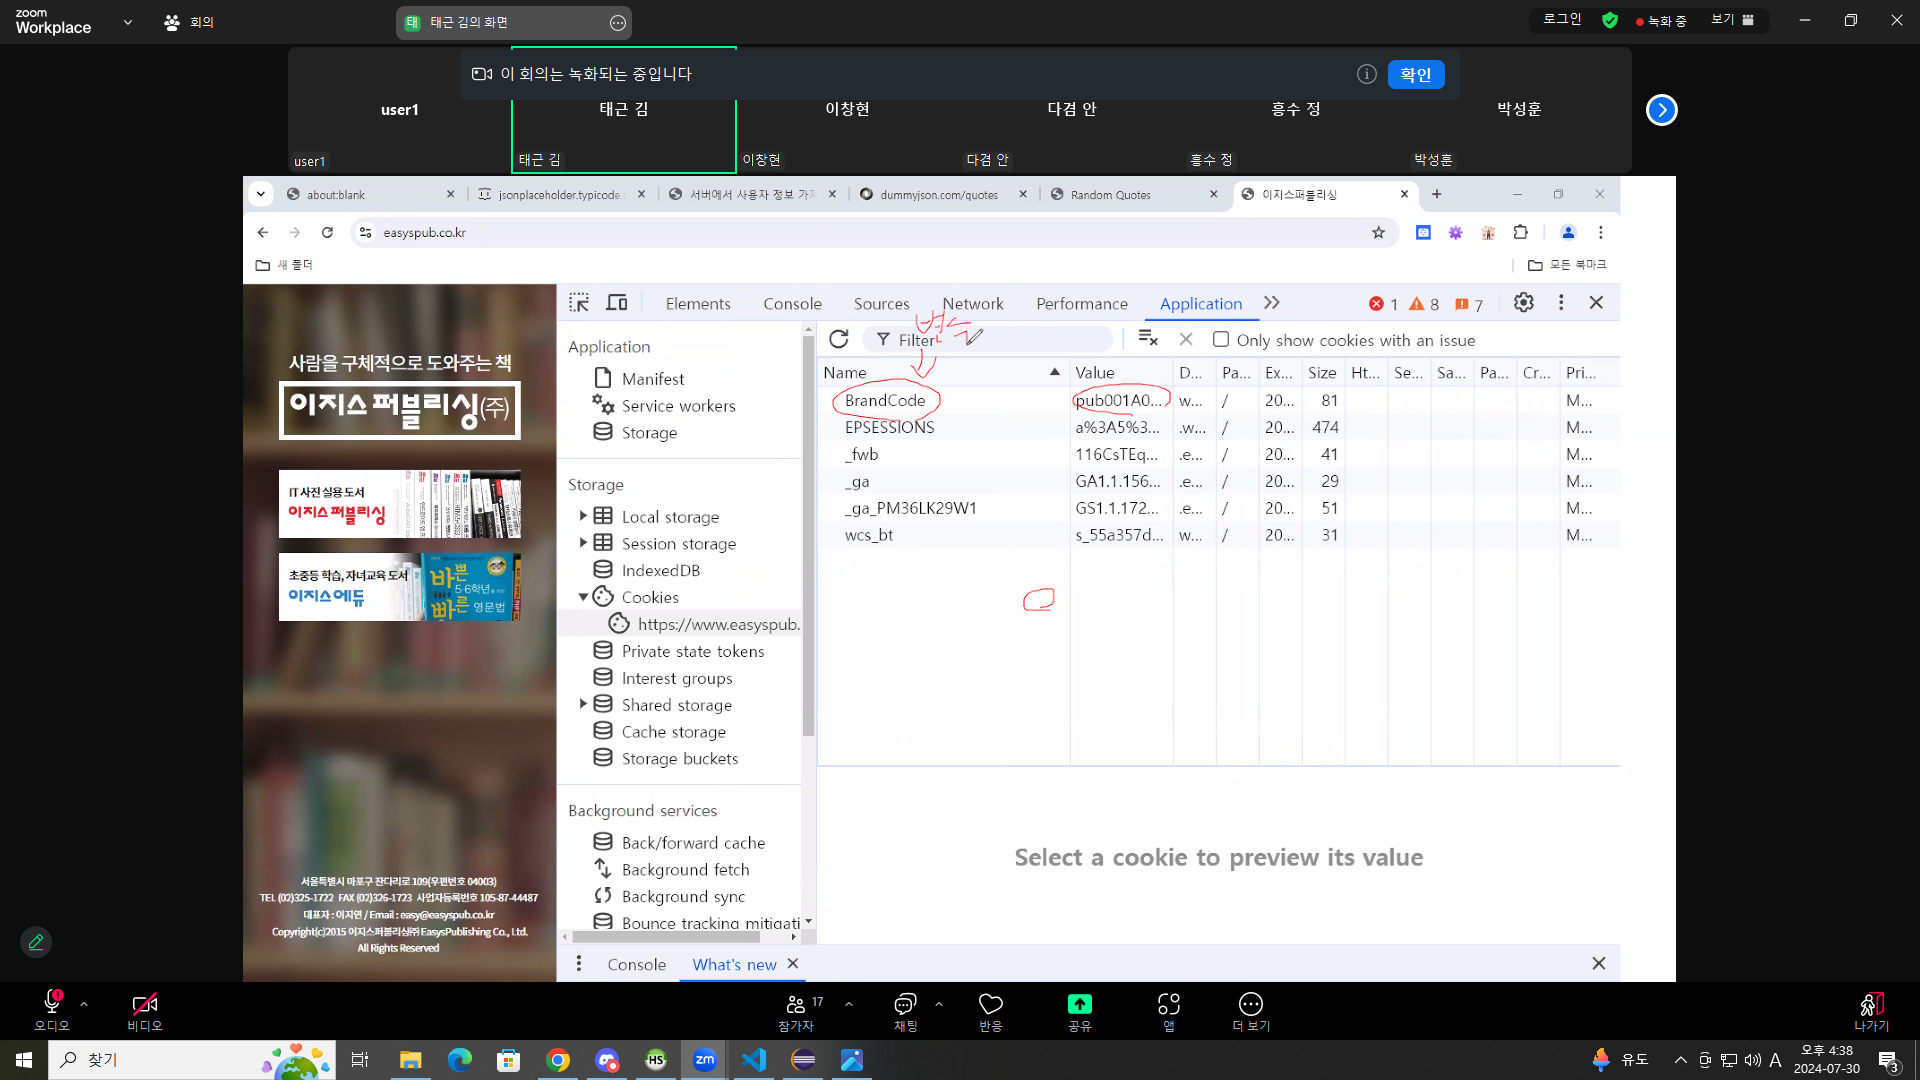 zoom
Workplace
회의
태
태근 김의 화면
로그인
녹화 중
보기
이 회의는 녹화되는 중입니다
확인
user1
태근 김
이창현
다겸 안
흥수 정
박성훈
user1
태근 김
이창현
다겸 안
흥수 정
박성훈
about:blank
jsonplaceholder.typicode.
서버에서 사용자 정보 가져
dummyjson.com/quotes
Random Quotes
이지스퍼블리싱
easyspub.co.kr
새 폴더
모든 북마크
Elements Console Sources Network Performance Application
1 8 7
변수
Filter
Only show cookies with an issue
Application
Manifest
Service workers
Storage
Storage
Local storage
Session storage
IndexedDB
Cookies
https://www.easyspub.
Private state tokens
Interest groups
Shared storage
Cache storage
Storage buckets
Background services
Back/forward cache
Background fetch
Background sync
Bounce tracking mitigati
Name Value D... Pa... Ex... Size Ht... Se... Sa... Pa... Cr... Pri...
BrandCode pub001A0... w... / 20... 81 M...
EPSESSIONS a%3A5%3... .w... / 20... 474 M...
_fwb 116CsTEq... .e... / 20... 41 M...
_ga GA1.1.156... .e... / 20... 29 M...
_ga_PM36LK29W1 GS1.1.172... .e... / 20... 51 M...
wcs_bt s_55a357d... w... / 20... 31 M...
Select a cookie to preview its value
Console What's new
사람을 구체적으로 도와주는 책
이지스퍼블리싱(주)
IT 사진 실용 도서
이지스 퍼블리싱
초중등 학습, 자녀교육 도서
이지스에듀
바쁜
5·6학년
빠른 영문법
서울특별시 마포구 잔다리로 109(우편번호 04003)
TEL (02)325-1722 FAX (02)326-1723 사업자등록번호 105-87-44487
대표자 : 이지연 / Email : easy@easyspub.co.kr
Copyright(c)2015 이지스퍼블리싱㈜ EasysPublishing Co., Ltd.
All Rights Reserved
오디오
비디오
17
참가자
채팅
반응
공유
앱
더 보기
나가기
찾기
HS
zm
유도
A
오후 4:38
2024-07-30
3